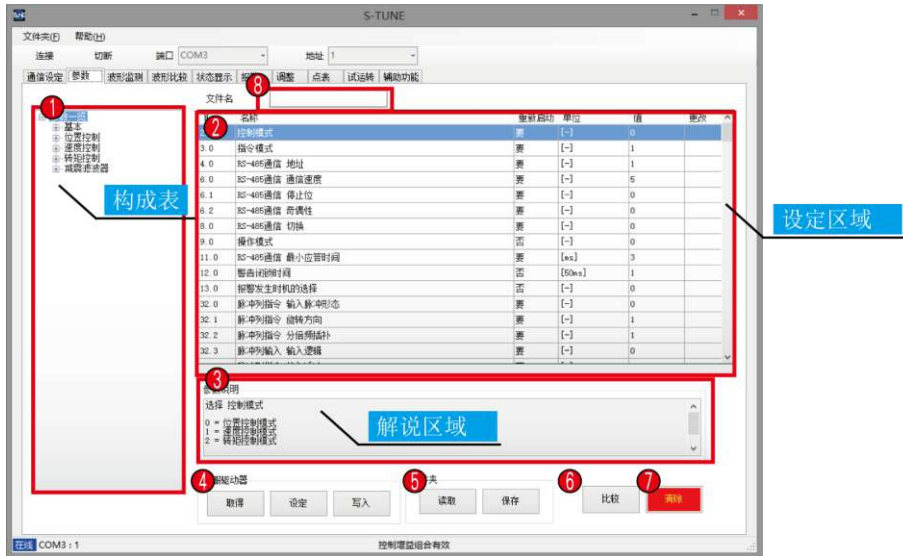 S-TUNE
文件夹(F) 帮助(H)
连接 切断 端口 COM3 地址 1
通信设定 参数 波形监测 波形比较 状态显示 调整 点表 试运转 辅助功能
8
文件名
1
2
名称 重新启动 单位 值 更改
控制模式 要 [-] 0
3.0 指令模式 要 [-] 1
4.0 RS-485通信 地址 要 [-] 1
6.0 RS-485通信 通信速度 要 [-] 5
6.1 RS-485通信 停止位 要 [-] 0
6.2 RS-485通信 奇偶性 要 [-] 0
8.0 RS-485通信 切换 要 [-] 0
9.0 操作模式 否 [-] 0
11.0 RS-485通信 最小应答时间 要 [ms] 3
12.0 警告闭锁时间 否 [50ms] 1
13.0 报警发生时机的选择 否 [-] 0
32.0 脉冲列指令 输入脉冲形态 要 [-] 0
32.1 脉冲列指令 旋转方向 要 [-] 1
32.2 脉冲列指令 分倍频插补 要 [-] 1
32.3 脉冲列输入 输入逻辑 要 [-] 0
一览
基本
位置控制
速度控制
转矩控制
减震滤波器
构成表
设定区域
3
说明
选择 控制模式
0 = 位置控制模式
1 = 速度控制模式
2 = 转矩控制模式
解说区域
4 驱动器 5 夹 6 7
取得 设定 写入 读取 保存 比较 清除
在线 COM3 : 1 控制增益组合有效